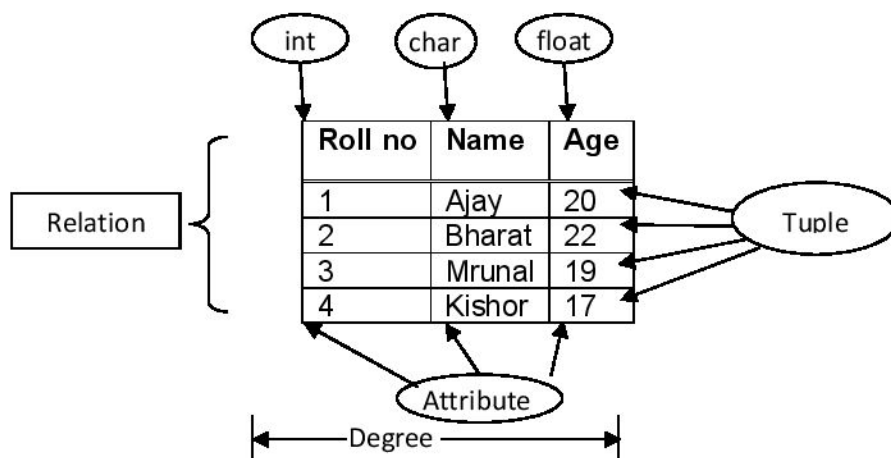 int char float
Roll no Name Age
1 Ajay 20
2 Bharat 22
3 Mrunal 19
4 Kishor 17
Relation
Tuple
Attribute
Degree